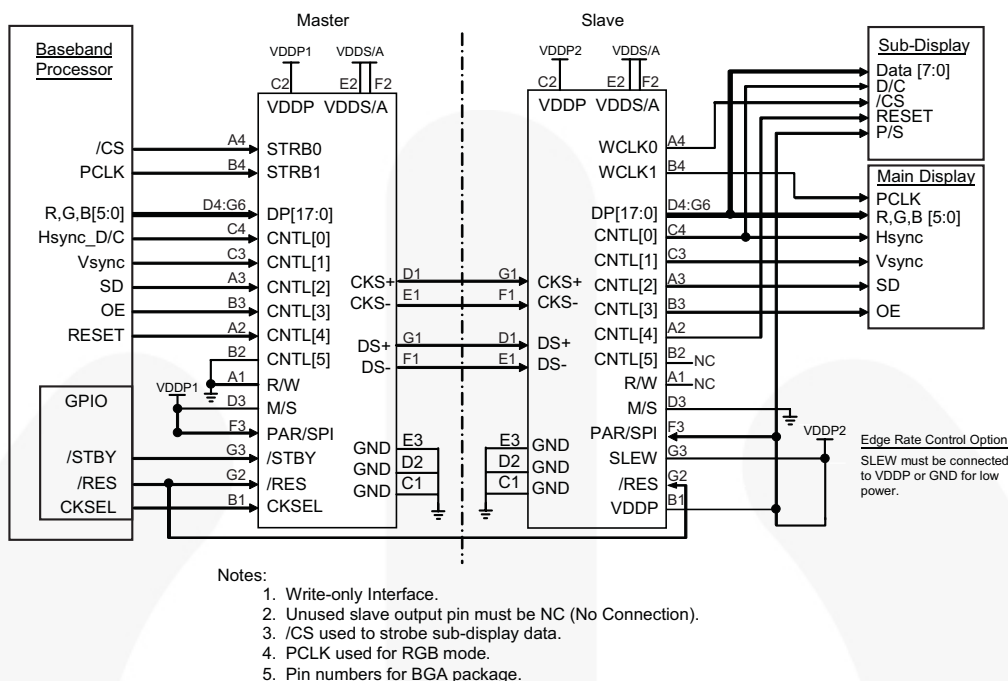 Master
Slave
Baseband
Processor
/CS
PCLK
R,G,B[5:0]
Hsync_D/C
Vsync
SD
OE
RESET
GPIO
/STBY
/RES
CKSEL
A4
B4
D4:G6
C4
C3
A3
B3
A2
B2
A1
VDDP1
D3
F3
G3
G2
B1
VDDP1
VDDS/A
C2
E2
F2
VDDP VDDS/A
STRB0
STRB1
DP[17:0]
CNTL[0]
CNTL[1]
CNTL[2]
CNTL[3]
CNTL[4]
CNTL[5]
R/W
M/S
PAR/SPI
/STBY
/RES
CKSEL
CKS+
CKS-
DS+
DS-
GND
GND
GND
D1
E1
G1
F1
E3
D2
C1
G1
F1
D1
E1
E3
D2
C1
VDDP2
VDDS/A
C2
E2
F2
VDDP VDDS/A
CKS+
CKS-
DS+
DS-
GND
GND
GND
WCLK0
WCLK1
DP[17:0]
CNTL[0]
CNTL[1]
CNTL[2]
CNTL[3]
CNTL[4]
CNTL[5]
R/W
M/S
PAR/SPI
SLEW
/RES
VDDP
A4
B4
D4:G6
C4
C3
A3
B3
A2
B2
NC
A1
NC
D3
F3
G3
G2
B1
VDDP2
Sub-Display
Data [7:0]
D/C
/CS
RESET
P/S
Main Display
PCLK
R,G,B [5:0]
Hsync
Vsync
SD
OE
Edge Rate Control Option
SLEW must be connected
to VDDP or GND for low
power.
Notes:
1. Write-only Interface.
2. Unused slave output pin must be NC (No Connection).
3. /CS used to strobe sub-display data.
4. PCLK used for RGB mode.
5. Pin numbers for BGA package.